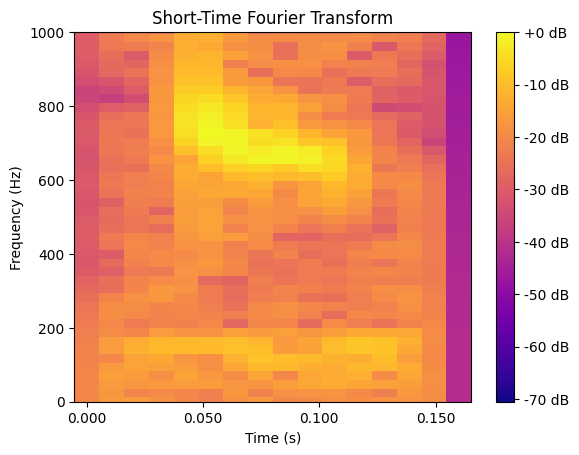 Short-Time Fourier Transform
1000
800
600
400
200
0
Frequency (Hz)
0.000
0.050
0.100
0.150
Time (s)
+0 dB
-10 dB
-20 dB
-30 dB
-40 dB
-50 dB
-60 dB
-70 dB